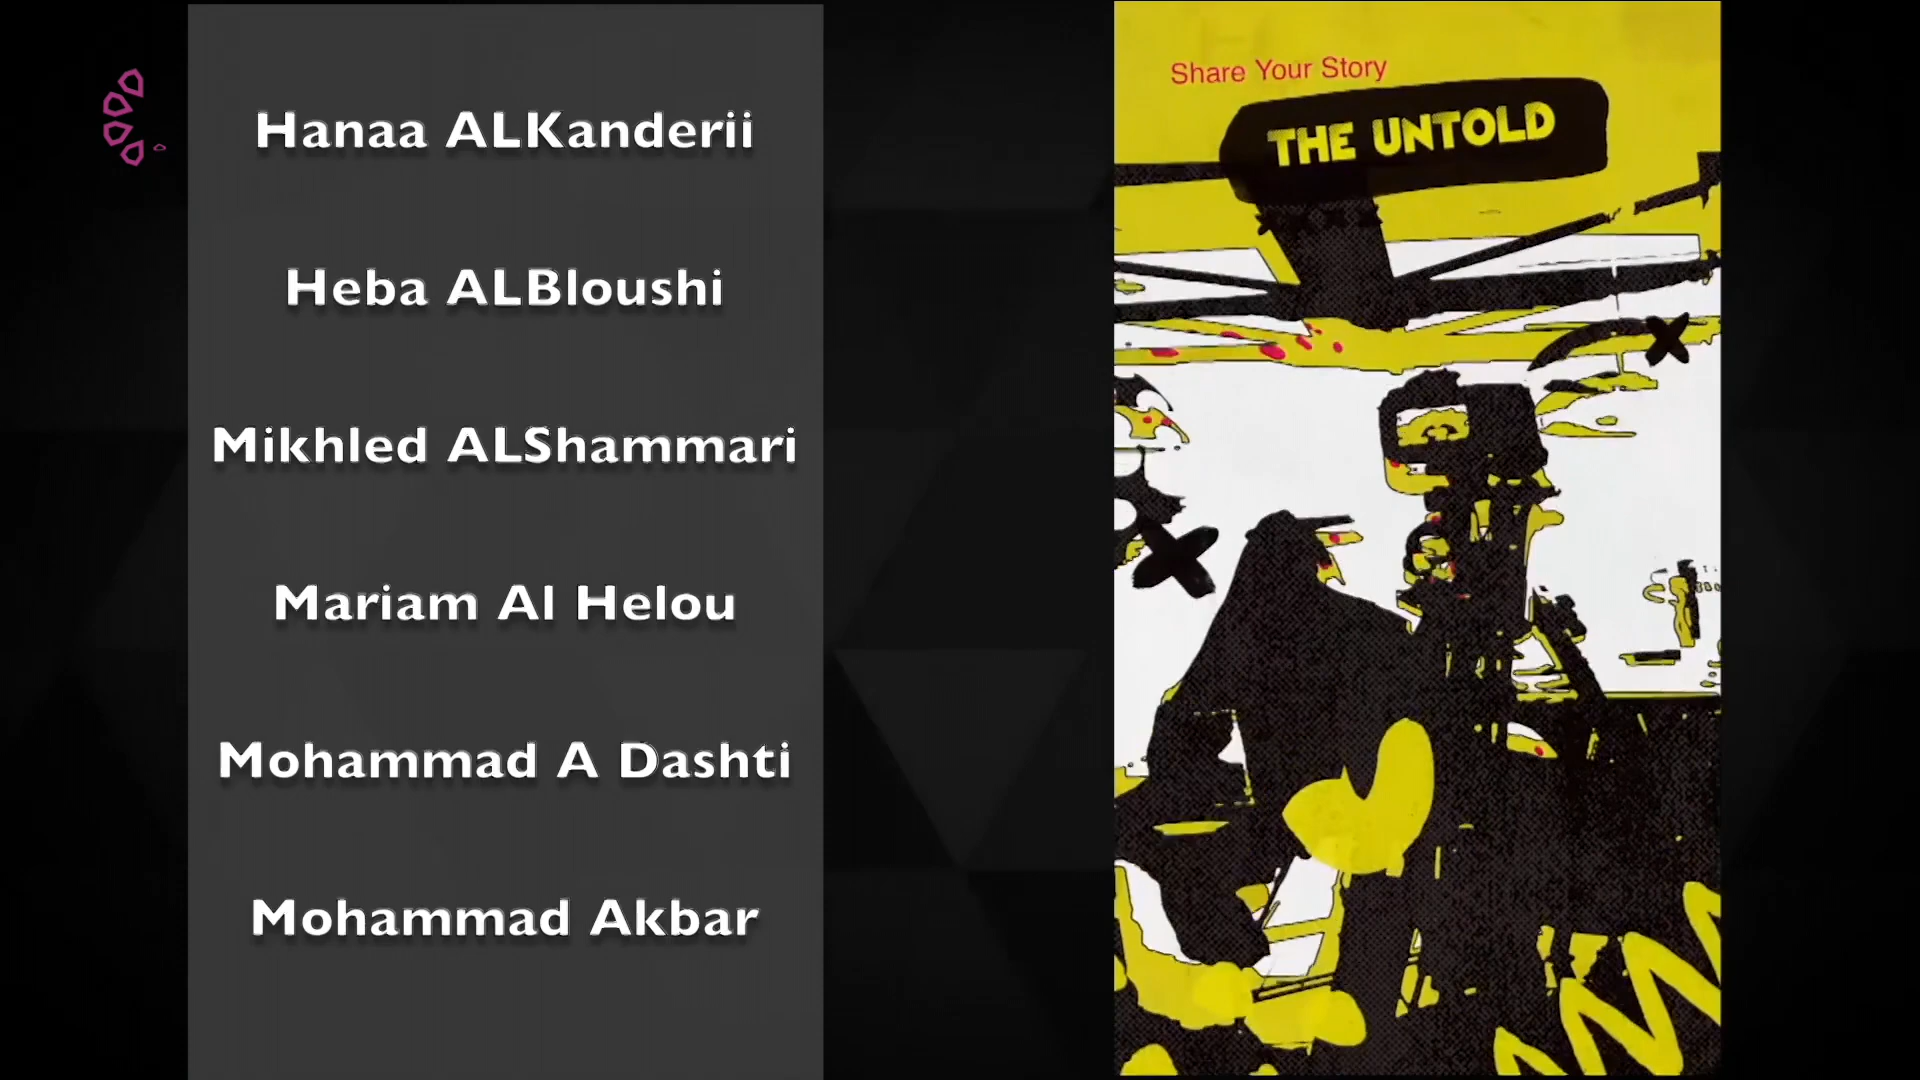 Hanaa ALKanderii
Heba ALBloushi
Mikhled ALShammari
Mariam Al Helou
Mohammad A Dashti
Mohammad Akbar
Share Your Story
THE UNTOLD